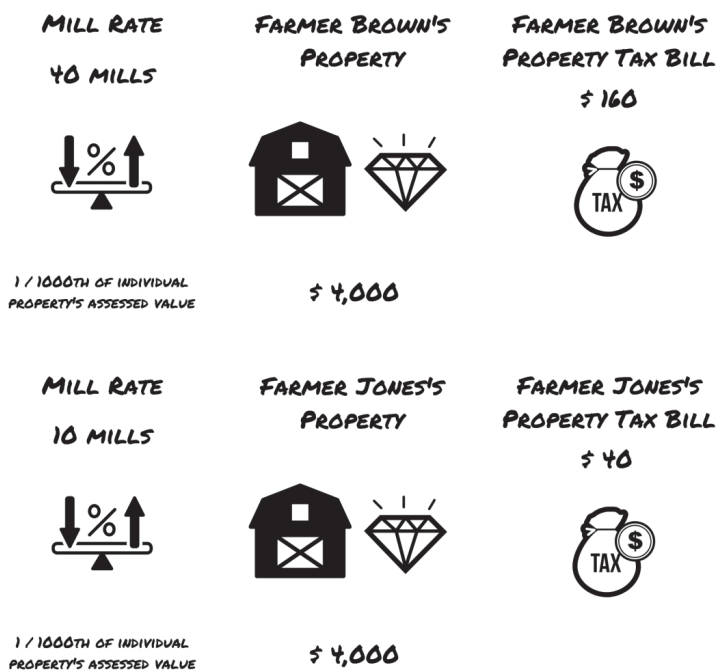 Mill Rate
40 mills
Farmer Brown's
Property
Farmer Brown's
Property Tax Bill
$ 160
%
TAX
$
1 / 1000th of individual
property's assessed value
$ 4,000
Mill Rate
10 mills
Farmer Jones's
Property
Farmer Jones's
Property Tax Bill
$ 40
%
TAX
$
1 / 1000th of individual
property's assessed value
$ 4,000